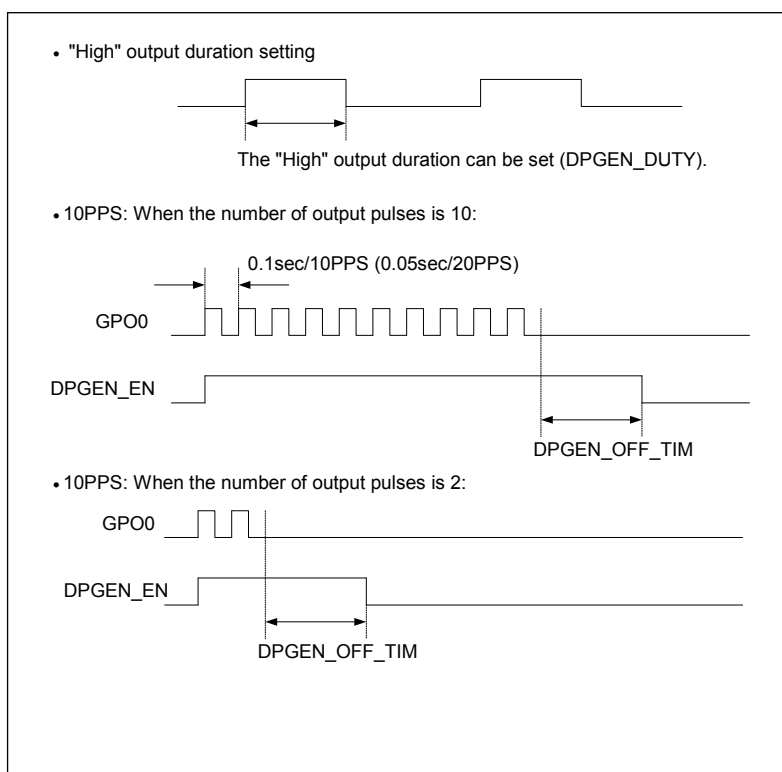 • "High" output duration setting
The "High" output duration can be set (DPGEN_DUTY).
• 10PPS: When the number of output pulses is 10:
0.1sec/10PPS (0.05sec/20PPS)
GPO0
DPGEN_EN
DPGEN_OFF_TIM
• 10PPS: When the number of output pulses is 2:
GPO0
DPGEN_EN
DPGEN_OFF_TIM